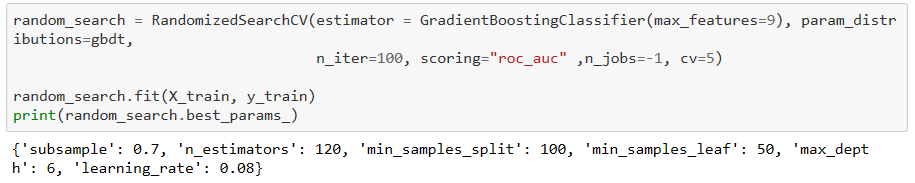 random_search = RandomizedSearchCV(estimator = GradientBoostingClassifier(max_features=9), param_distr
ibutions=gbdt,
n_iter=100, scoring="roc_auc" ,n_jobs=-1, cv=5)
random_search.fit(X_train, y_train)
print(random_search.best_params_)
{'subsample': 0.7, 'n_estimators': 120, 'min_samples_split': 100, 'min_samples_leaf': 50, 'max_dept
h': 6, 'learning_rate': 0.08}